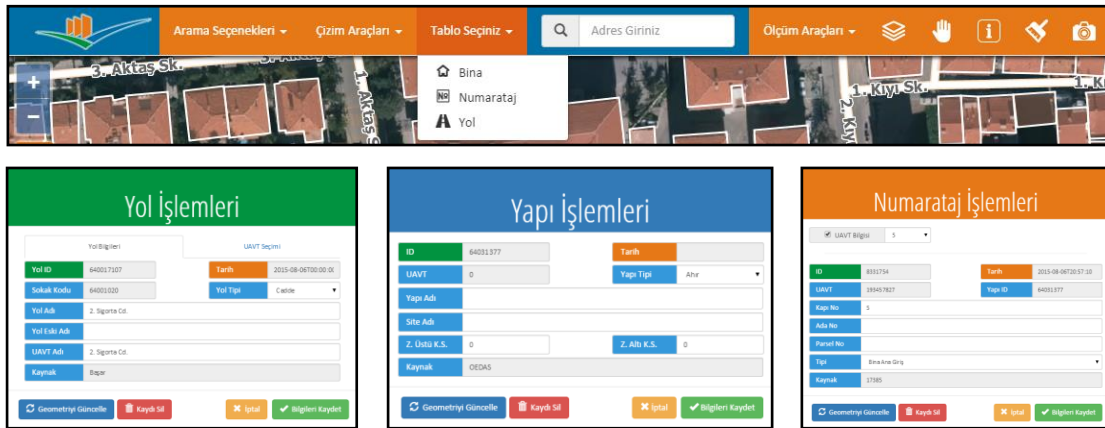 Arama Seçenekleri Çizim Araçları Tablo Seçiniz Adres Giriniz Ölçüm Araçları
3. Aktaş Sk.
1. Aktaş
Bina
Numarataj
Yol
1. Kıyı Sk.
2. Kıy
1. K
Yol İşlemleri
Yol Bilgileri UAVT Seçimi
Yol ID 640017107 Tarih 2015-08-06T00:00:0
Sokak Kodu 64001020 Yol Tipi Cadde
Yol Adı 2. Sigorta Cd.
Yol Eski Adı
UAVT Adı 2. Sigorta Cd.
Kaynak Başar
Geometriyi Güncelle Kaydı Sil İptal Bilgileri Kaydet
Yapı İşlemleri
ID 64031377 Tarih
UAVT 0 Yapı Tipi Ahır
Yapı Adı
Site Adı
Z. Üstü K.S. 0 Z. Altı K.S. 0
Kaynak OEDAS
Geometriyi Güncelle Kaydı Sil İptal Bilgileri Kaydet
Numarataj İşlemleri
UAVT Bilgisi 5
ID 8331734 Tarih 2015-08-06T20:57:10
UAVT 193457827 Yapı ID 64031377
Kapı No 5
Ada No
Parsel No
Tipi Bina Ana Giriş
Kaynak 17385
Geometriyi Güncelle Kaydı Sil İptal Bilgileri Kaydet